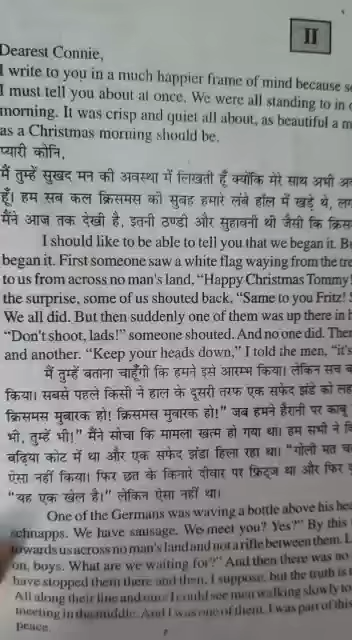 II
Dearest Connie,
I write to you in a much happier frame of mind because
I must tell you about at once. We were all standing to in
morning. It was crisp and quiet all about, as beautiful a
as a Christmas morning should be.
प्यारी कोनि,
मैं तुम्हें सुखद मन की अवस्था में लिखती हूँ क्योंकि मेरे साथ अभी
हूँ। हम सब कल क्रिसमस की सुबह हमारे लंबे हॉल में खड़े थे,
मैंने आज तक देखी है, इतनी ठण्डी और सुहावनी थी जैसी कि
I should like to be able to tell you that we began it.
began it. First someone saw a white flag waying from the
to us from across no man's land, “Happy Christmas Tommy!
the surprise, some of us shouted back, “Same to you Fritz!
We all did. But then suddenly one of them was up there in
“Don't shoot, lads!” someone shouted. And no one did.
and another. “Keep your heads down,” I told the men, “it's
मैं तुम्हें बताना चाहूँगी कि हमने इसे आरम्भ किया। लेकिन सच
किया। सबसे पहले किसी ने हाल के दूसरी तरफ एक सफेद झंडे को
क्रिसमस मुबारक हो! क्रिसमस मुबारक हो!” जब हमने हैरानी पर काबू
भी, तुम्हें भी!” मैंने सोचा कि मामला खत्म हो गया था। हम सभी ने
बढ़िया कोट में था और एक सफेद झंडा हिला रहा था। “गोली मत
ऐसा नहीं किया। फिर छत के किनारे दीवार पर फ्रिट्ज था और फिर
“यह एक खेल है।” लेकिन ऐसा नहीं था।
One of the Germans was waving a bottle above his
schnapps. We have sausage. We meet you? Yes?” By this
towards us across no man's land and not a rifle between them.
on, boys. What are we waiting for?” And then there was no
have stopped them there and then, I suppose, but the truth is
All along their line and ours I could see men walking slowly to
meeting in the middle. And I was one of them. I was part of this
peace.